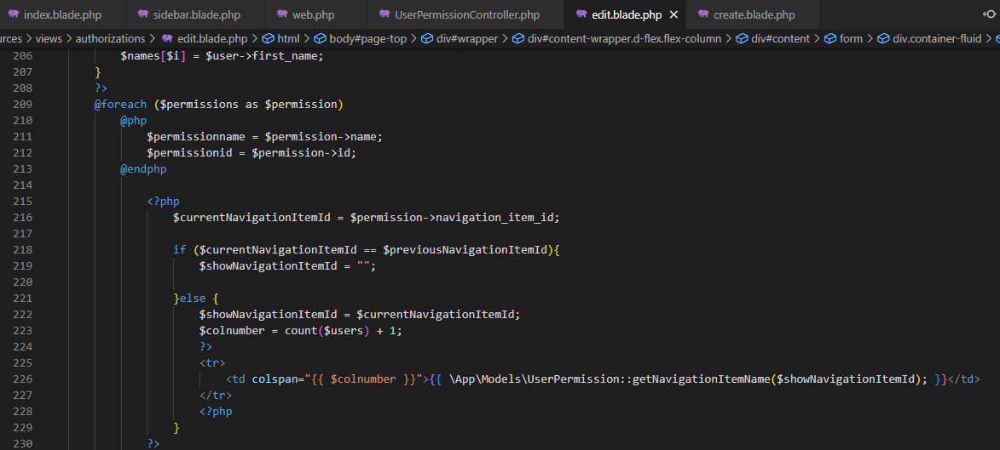 index.blade.php sidebar.blade.php web.php UserPermissionController.php edit.blade.php create.blade.php
urces > views > authorizations > edit.blade.php > html > body#page-top > div#wrapper > div#content-wrapper.d-flex.flex-column > div#content > form > div.container-fluid >
206 $names[$i] = $user->first_name;
207 }
208 ?>
209 @foreach ($permissions as $permission)
210 @php
211 $permissionname = $permission->name;
212 $permissionid = $permission->id;
213 @endphp
214
215 <?php
216 $currentNavigationItemId = $permission->navigation_item_id;
217
218 if ($currentNavigationItemId == $previousNavigationItemId){
219 $showNavigationItemId = "";
220
221 }else {
222 $showNavigationItemId = $currentNavigationItemId;
223 $colnumber = count($users) + 1;
224 ?>
225 <tr>
226 <td colspan="{{ $colnumber }}">{{ \App\Models\UserPermission::getNavigationItemName($showNavigationItemId); }}</td>
227 </tr>
228 <?php
229 }
230 ?>